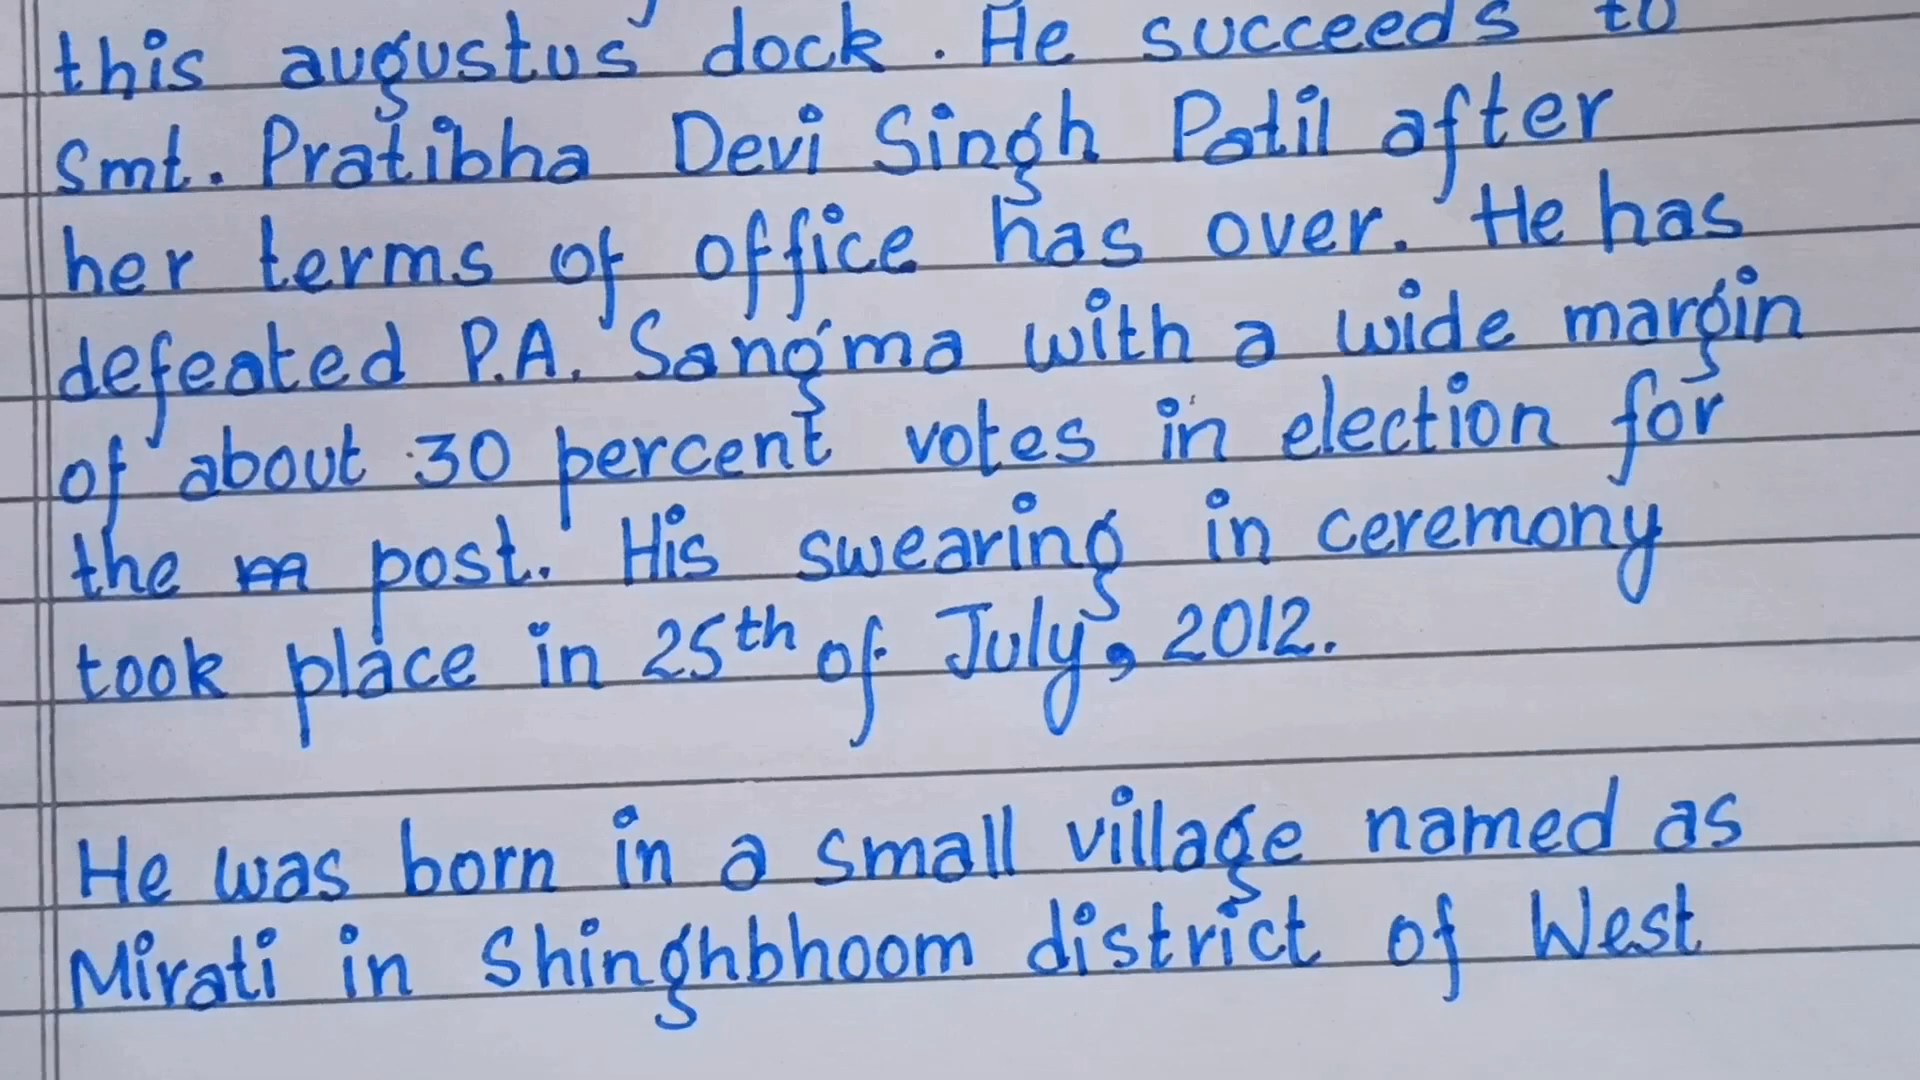 this augustus dock. He succeeds to
Smt. Pratibha Devi Singh Patil after
her terms of office has over. He has
defeated P.A. Sangma with a wide margin
of about 30 percent votes in election for
the post. His swearing in ceremony
took place in 25th of July, 2012.
He was born in a small village named as
Mirati in Shinghbhoom district of West